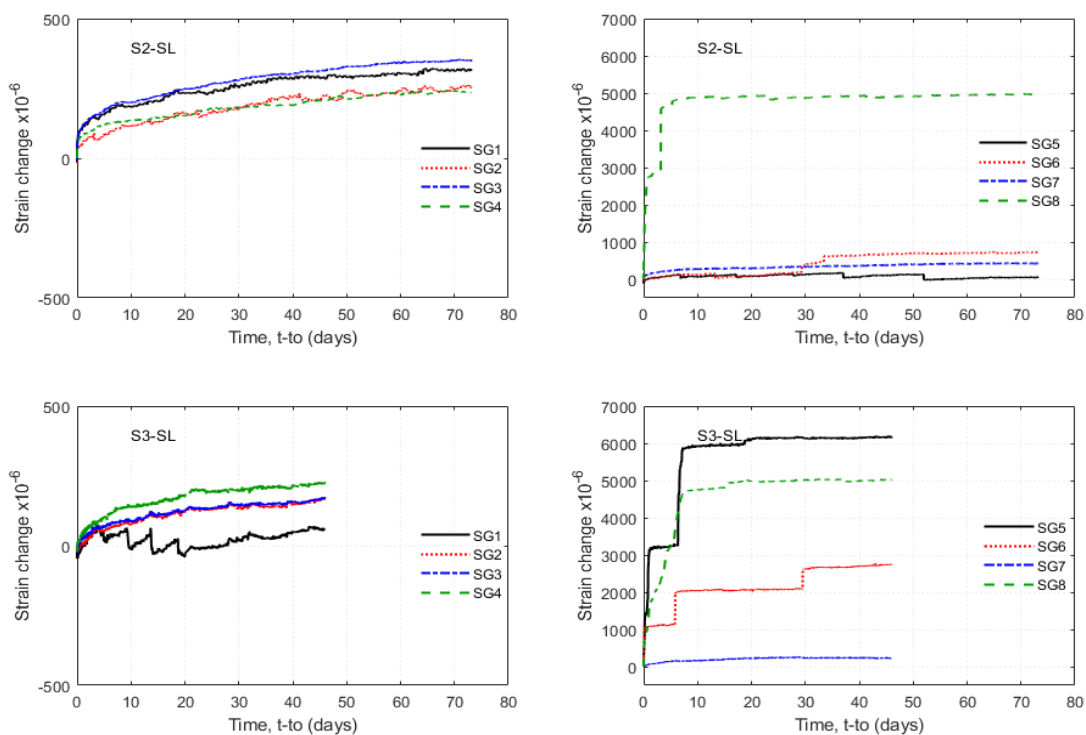 S2-SL
500
0
-500
Strain change x10-6
0 10 20 30 40 50 60 70 80
Time, t-to (days)
SG1
SG2
SG3
SG4
S2-SL
7000
6000
5000
4000
3000
2000
1000
0
Strain change x10-6
0 10 20 30 40 50 60 70 80
Time, t-to (days)
SG5
SG6
SG7
SG8
S3-SL
500
0
-500
Strain change x10-6
0 10 20 30 40 50 60 70 80
Time, t-to (days)
SG1
SG2
SG3
SG4
S3-SL
7000
6000
5000
4000
3000
2000
1000
0
Strain change x10-6
0 10 20 30 40 50 60 70 80
Time, t-to (days)
SG5
SG6
SG7
SG8